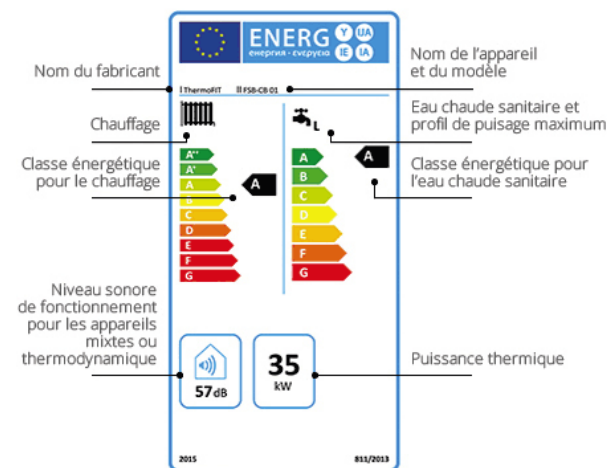 ENERG Y UA
енергия · ενεργεια IE IA
Nom du fabricant
Nom de l'appareil
et du modèle
I ThermoFIT II FSB-CB 01
Chauffage
L
Eau chaude sanitaire et
profil de puisage maximum
Classe énergétique
pour le chauffage
A++
A+
A
B
C
D
E
F
G
A
A
B
C
D
E
F
G
A
Classe énergétique pour
l'eau chaude sanitaire
Niveau sonore
de fonctionnement
pour les appareils
mixtes ou
thermodynamique
57 dB
35
kW
Puissance thermique
2015
811/2013